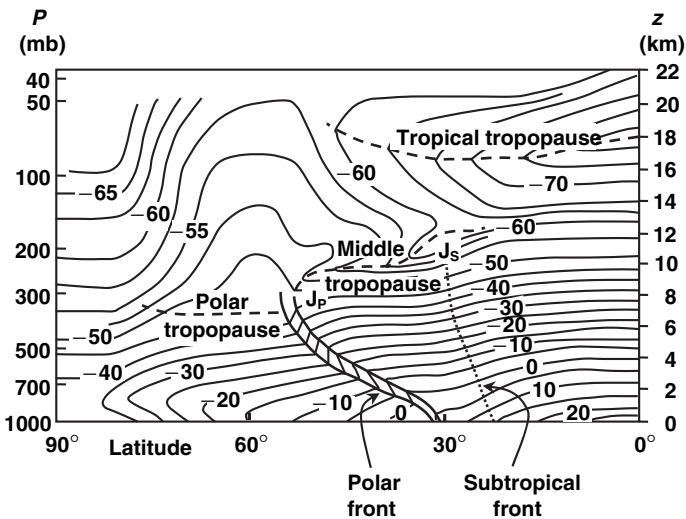 P
(mb)
z
(km)
40
50
100
200
300
500
700
1000
22
20
18
16
14
12
10
8
6
4
2
0
Tropical tropopause
−60
−70
−65
−60
−55
−60
Middle
tropopause
J_S
−50
Polar
tropopause
J_P
−40
−30
−20
−10
0
10
20
−50
−40
−30
−20
−10
0
90°
Latitude
60°
30°
0°
Polar
front
Subtropical
front